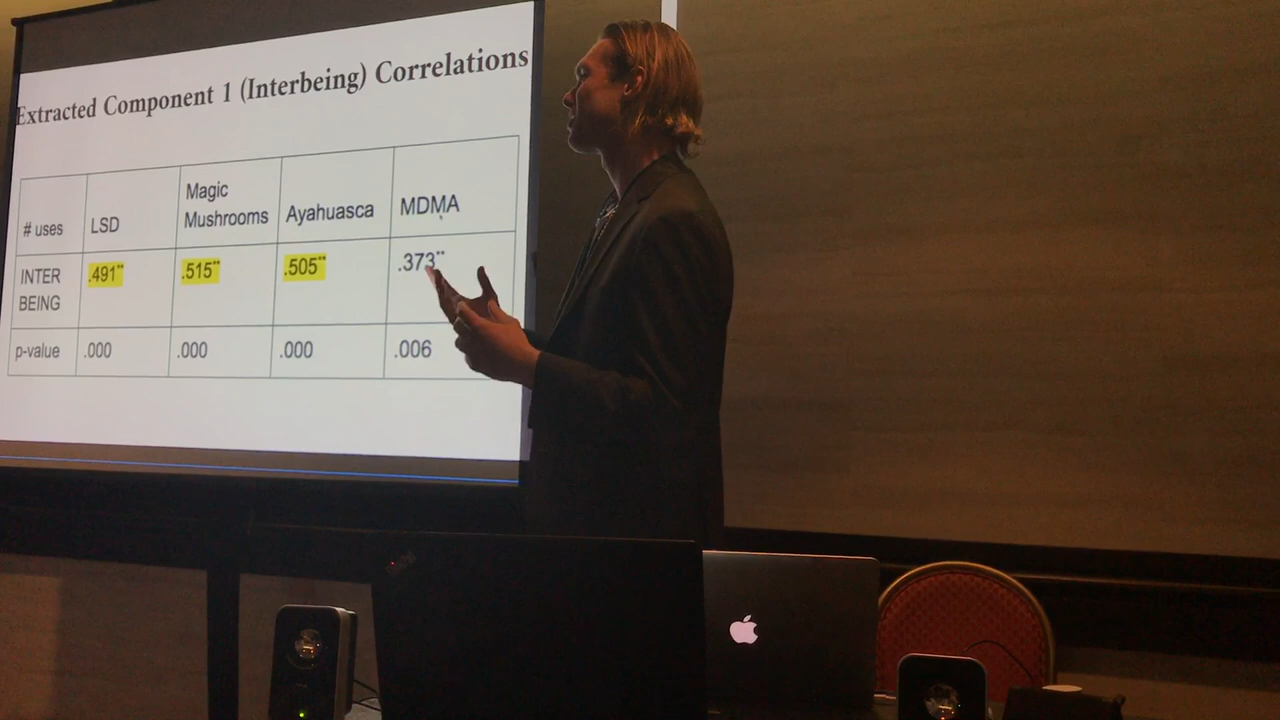 Extracted Component 1 (Interbeing) Correlations
# uses LSD Magic Mushrooms Ayahuasca MDMA
INTER BEING .491** .515** .505** .373**
p-value .000 .000 .000 .006